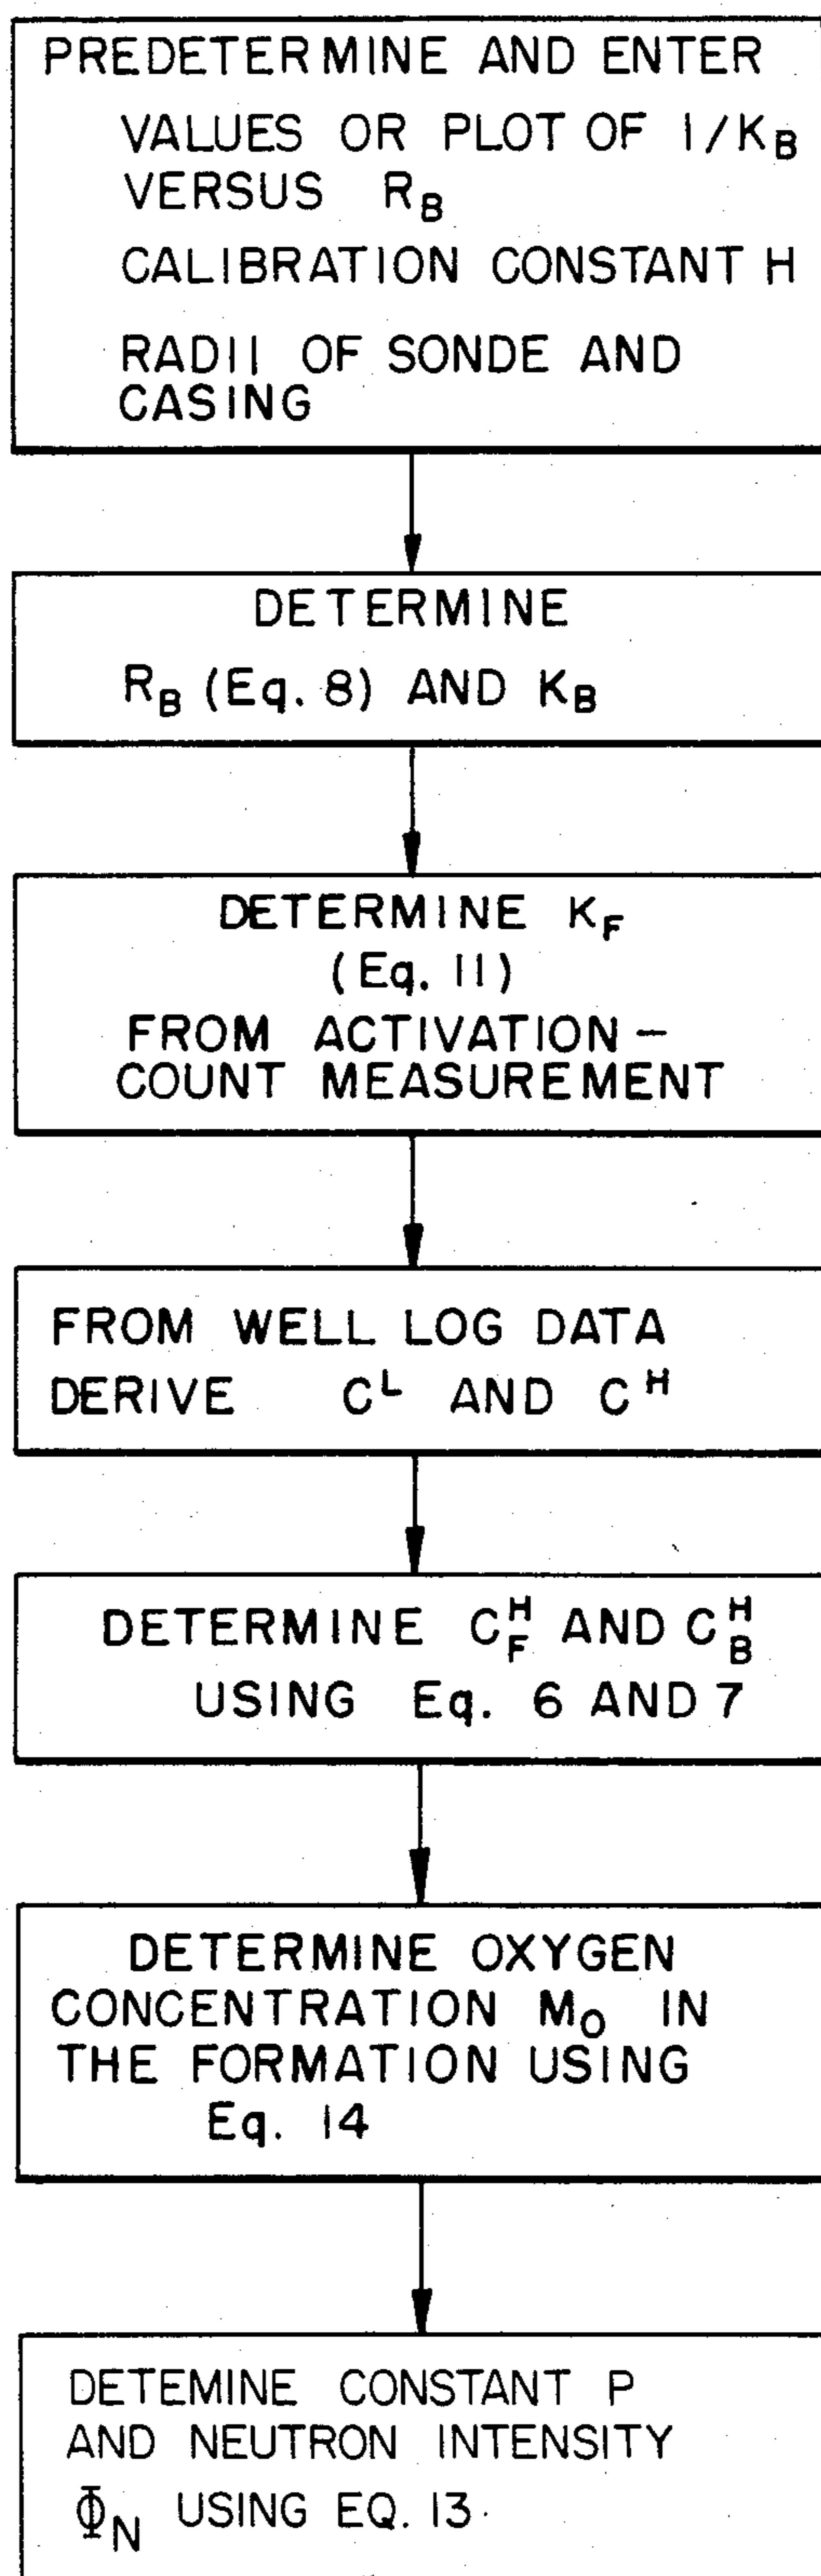 PREDETERMINE AND ENTER
VALUES OR PLOT OF 1/K_B
VERSUS R_B
CALIBRATION CONSTANT H
RADII OF SONDE AND
CASING
DETERMINE
R_B (Eq. 8) AND K_B
DETERMINE K_F
(Eq. 11)
FROM ACTIVATION –
COUNT MEASUREMENT
FROM WELL LOG DATA
DERIVE C^L AND C^H
DETERMINE C_F^H AND C_B^H
USING Eq. 6 AND 7
DETERMINE OXYGEN
CONCENTRATION M_O IN
THE FORMATION USING
Eq. 14
DETEMINE CONSTANT P
AND NEUTRON INTENSITY
Φ_N USING EQ. 13